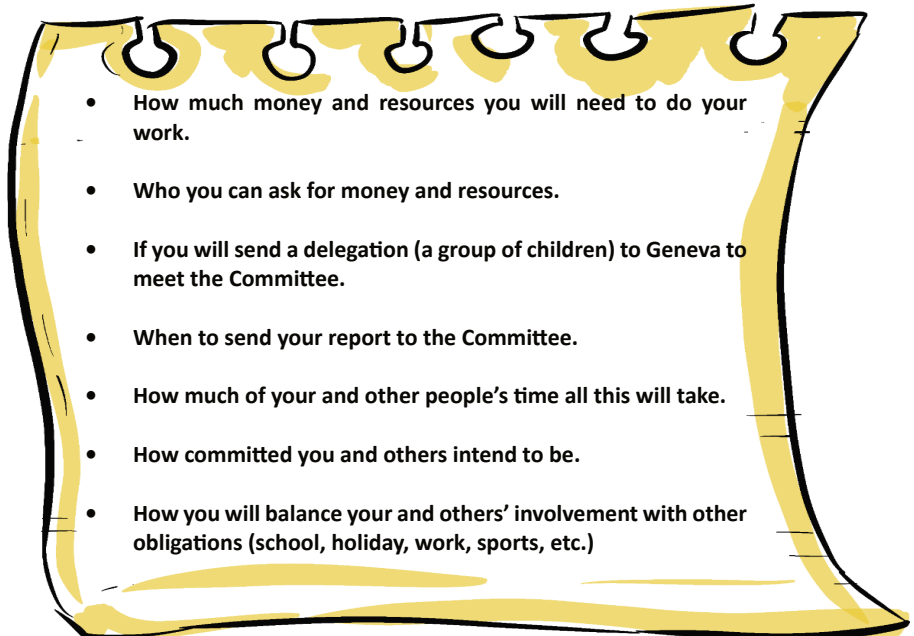 • How much money and resources you will need to do your
work.
• Who you can ask for money and resources.
• If you will send a delegation (a group of children) to Geneva to
meet the Committee.
• When to send your report to the Committee.
• How much of your and other people’s time all this will take.
• How committed you and others intend to be.
• How you will balance your and others’ involvement with other
obligations (school, holiday, work, sports, etc.)